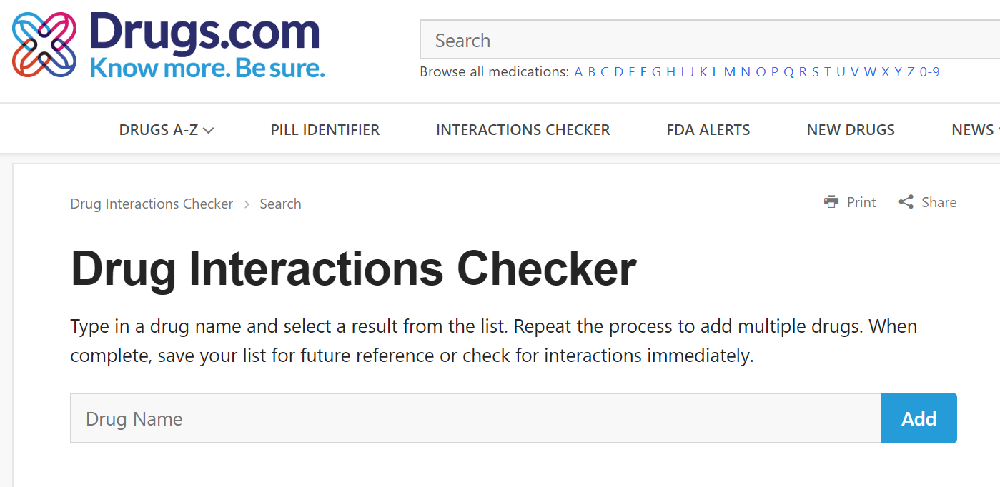 Drugs.com
Know more. Be sure.
Search
Browse all medications: A B C D E F G H I J K L M N O P Q R S T U V W X Y Z 0-9
DRUGS A-Z PILL IDENTIFIER INTERACTIONS CHECKER FDA ALERTS NEW DRUGS NEWS
Drug Interactions Checker > Search
Print Share
Drug Interactions Checker
Type in a drug name and select a result from the list. Repeat the process to add multiple drugs. When
complete, save your list for future reference or check for interactions immediately.
Drug Name
Add